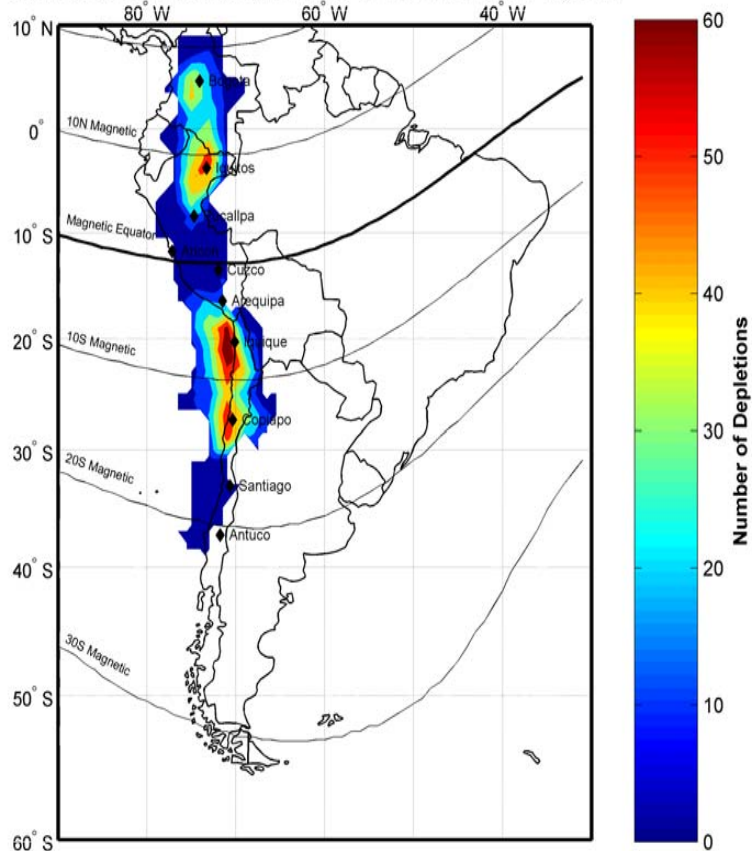 80° W 60° W 40° W
10° N
0°
10° S
20° S
30° S
40° S
50° S
60° S
10N Magnetic
Magnetic Equator
10S Magnetic
20S Magnetic
30S Magnetic
Bogota
Iquitos
Pucallpa
Ancon
Cuzco
Arequipa
Iquique
Copiapo
Santiago
Antuco
60
50
40
30
20
10
0
Number of Depletions